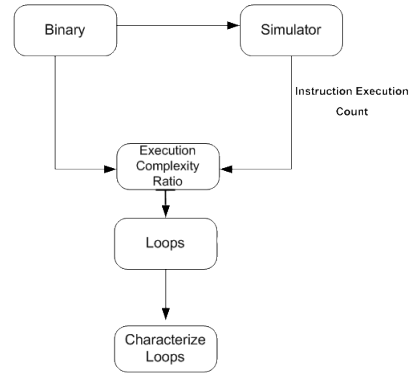 Binary
Simulator
Instruction Execution
Count
Execution
Complexity
Ratio
Loops
Characterize
Loops